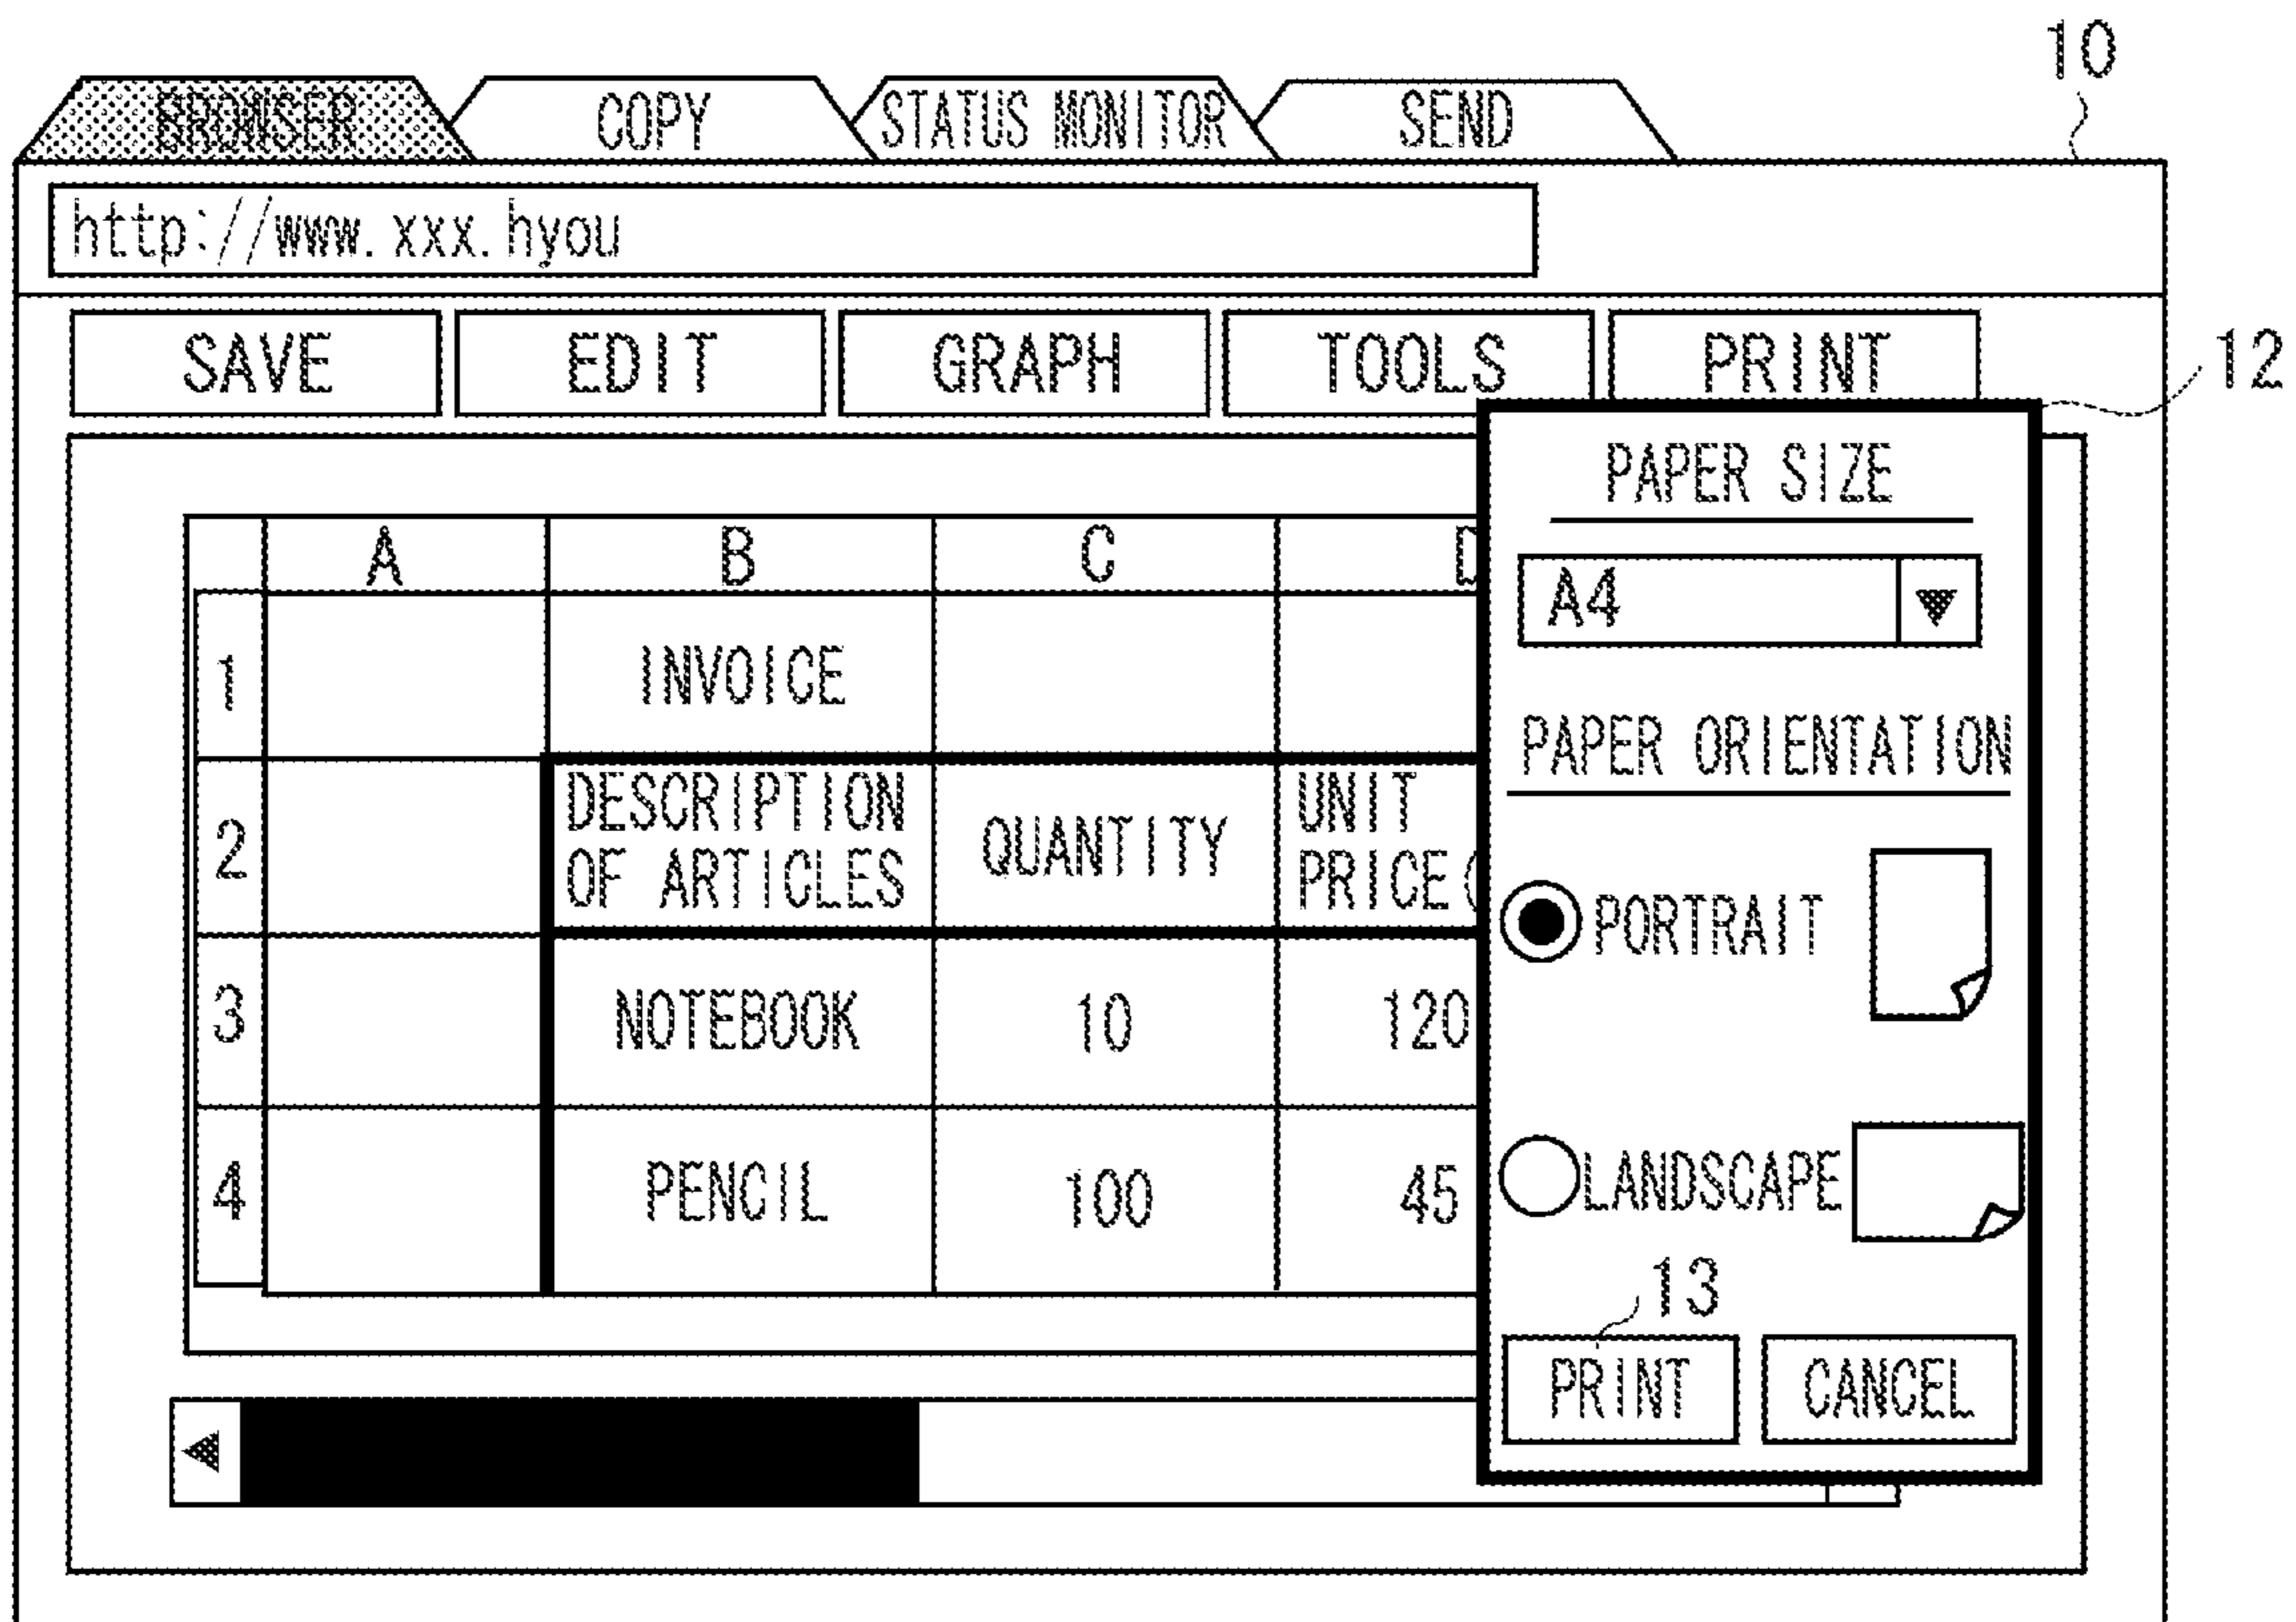 10
BROWSER COPY STATUS MONITOR SEND
http://www.xxx.hyou
SAVE EDIT GRAPH TOOLS PRINT
12
PAPER SIZE
A4
PAPER ORIENTATION
PORTRAIT
LANDSCAPE
13
PRINT CANCEL
A B C D
1 INVOICE
2 DESCRIPTION OF ARTICLES QUANTITY UNIT PRICE(
3 NOTEBOOK 10 120
4 PENCIL 100 45